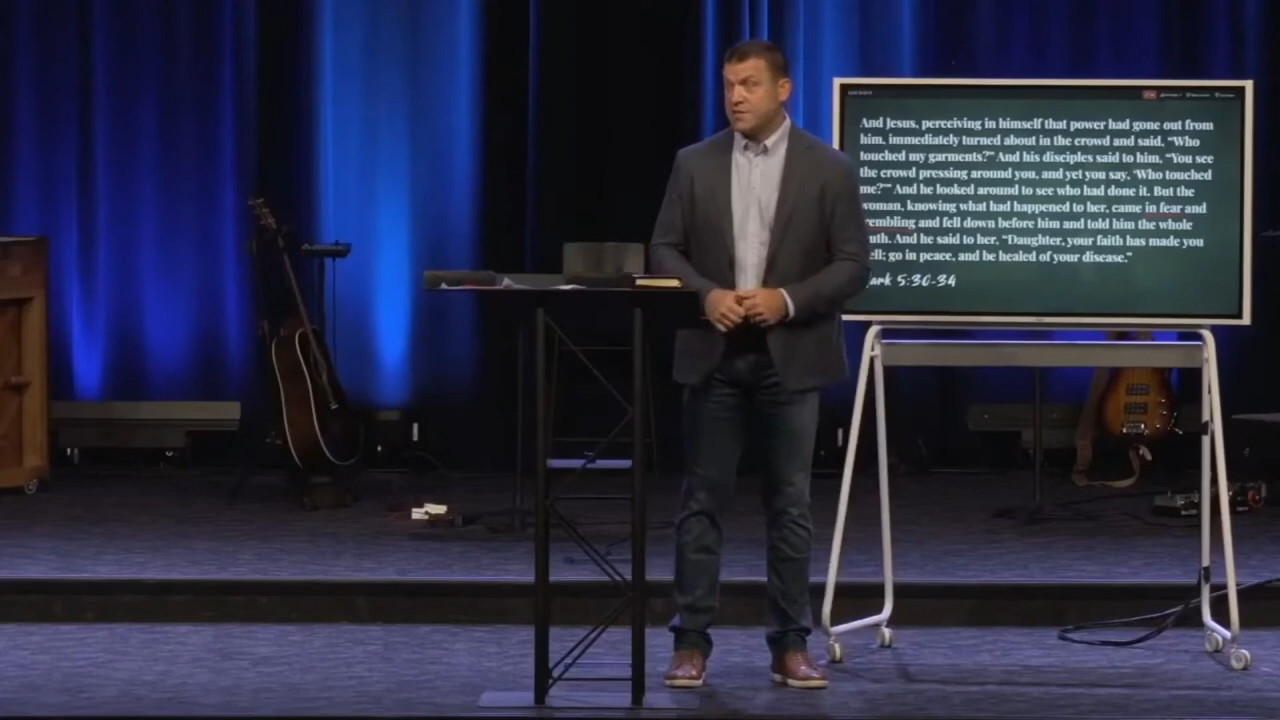 And Jesus, perceiving in himself that power had gone out from
him, immediately turned about in the crowd and said, “Who
touched my garments?” And his disciples said to him, “You see
the crowd pressing around you, and yet you say, ‘Who touched
me?’” And he looked around to see who had done it. But the
woman, knowing what had happened to her, came in fear and
rembling and fell down before him and told him the whole
uth. And he said to her, “Daughter, your faith has made you
ell; go in peace, and be healed of your disease.”
ark 5:30-34